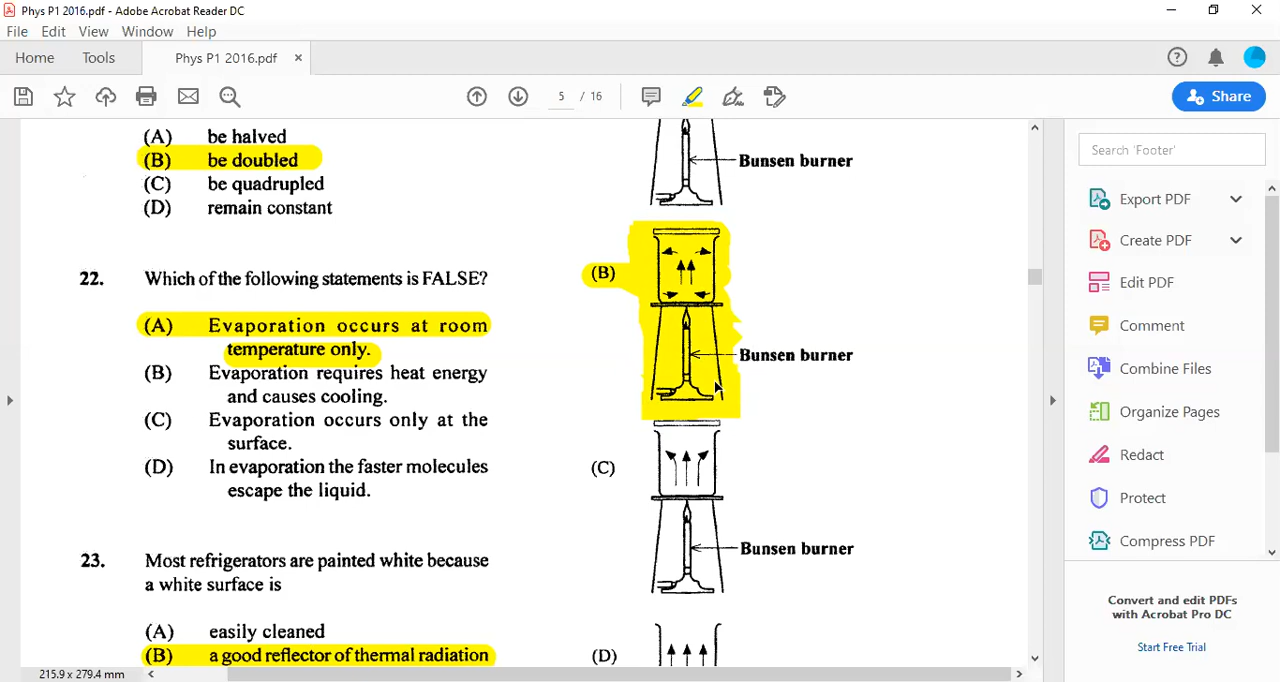 Phys P1 2016.pdf - Adobe Acrobat Reader DC
File Edit View Window Help
Home Tools Phys P1 2016.pdf ×
5 / 16
Share
(A) be halved
(B) be doubled
(C) be quadrupled
(D) remain constant
22. Which of the following statements is FALSE?
(A) Evaporation occurs at room
temperature only.
(B) Evaporation requires heat energy
and causes cooling.
(C) Evaporation occurs only at the
surface.
(D) In evaporation the faster molecules
escape the liquid.
23. Most refrigerators are painted white because
a white surface is
(A) easily cleaned
(B) a good reflector of thermal radiation
Bunsen burner
(B)
Bunsen burner
(C)
Bunsen burner
(D)
Search 'Footer'
Export PDF
Create PDF
Edit PDF
Comment
Combine Files
Organize Pages
Redact
Protect
Compress PDF
Convert and edit PDFs
with Acrobat Pro DC
Start Free Trial
215.9 x 279.4 mm